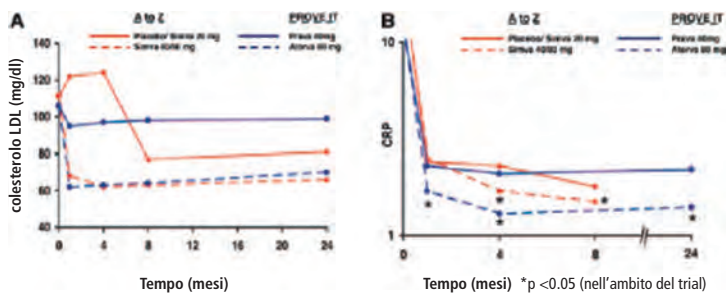 A
A to Z
PROVE IT
Placebo/ Simva 20 mg
Prava 40mg
Simva 40/80 mg
Atorva 80 mg
colesterolo LDL (mg/dl)
140
120
100
80
60
40
0
4
8
12
16
20
24
Tempo (mesi)
B
A to Z
PROVE IT
Placebo/ Simva 20 mg
Prava 40mg
Simva 40/80 mg
Atorva 80 mg
CRP
10
1
0
4
8
24
Tempo (mesi) *p <0.05 (nell'ambito del trial)